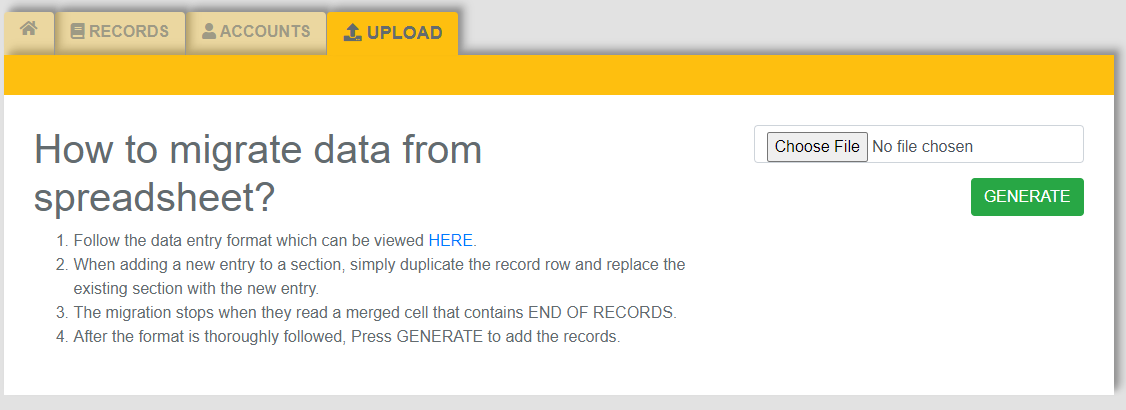 RECORDS
ACCOUNTS
UPLOAD
How to migrate data from
spreadsheet?
1. Follow the data entry format which can be viewed HERE.
2. When adding a new entry to a section, simply duplicate the record row and replace the
existing section with the new entry.
3. The migration stops when they read a merged cell that contains END OF RECORDS.
4. After the format is thoroughly followed, Press GENERATE to add the records.
Choose File No file chosen
GENERATE